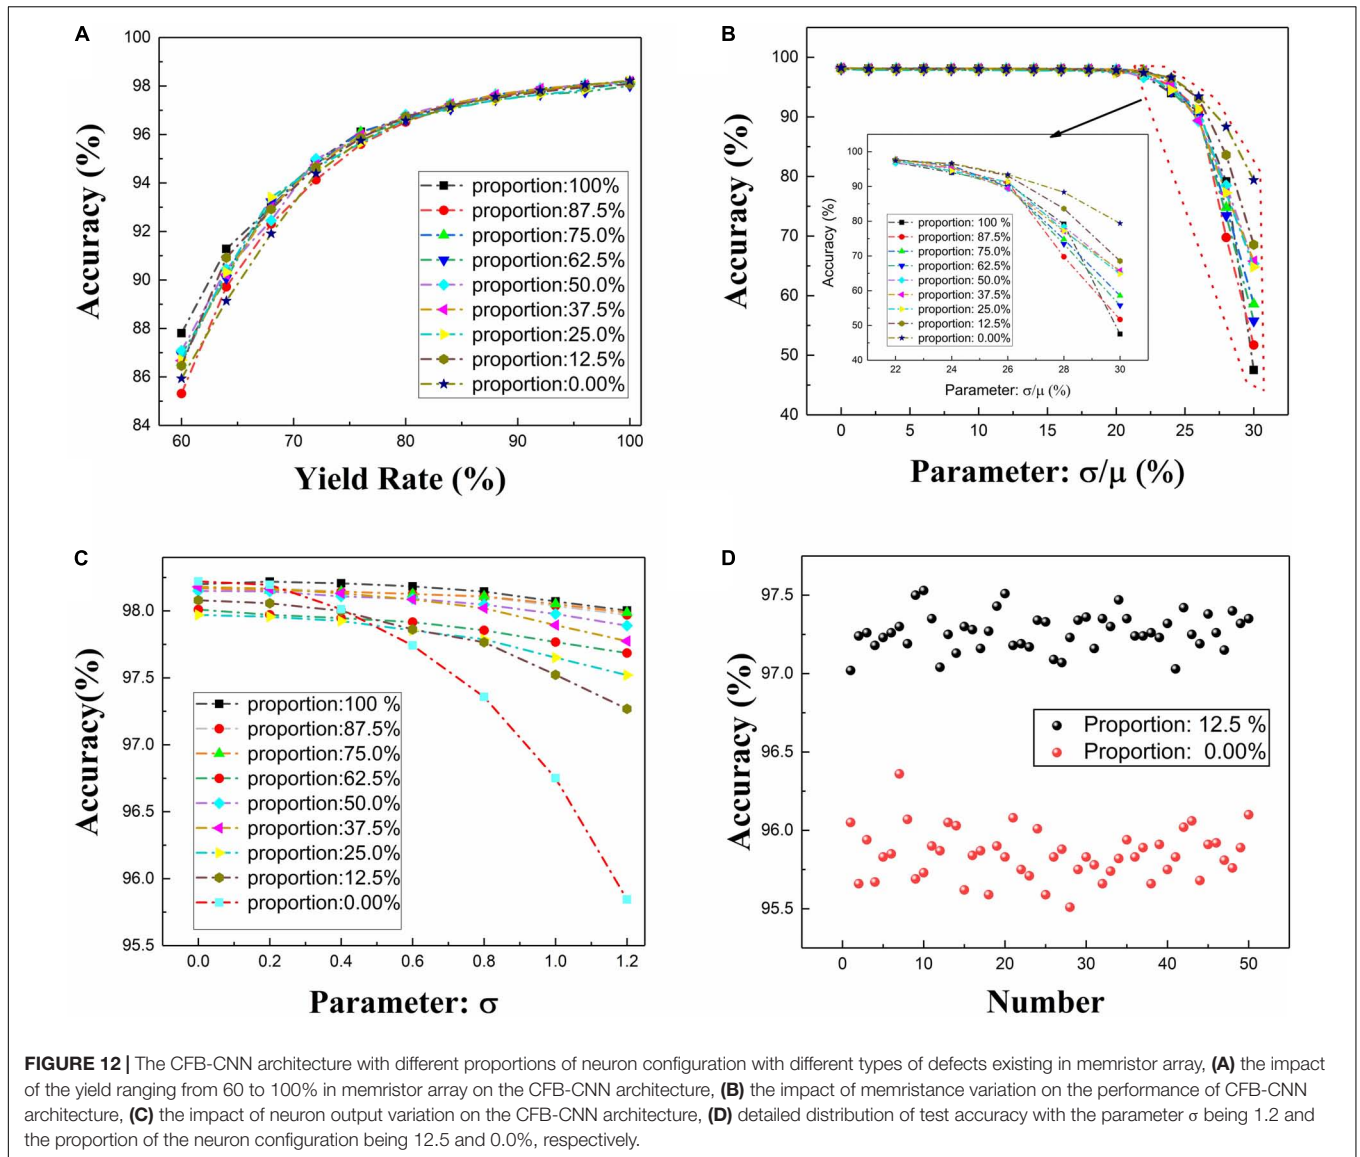 A
100
98
96
94
92
90
88
86
84
60
70
80
90
100
Accuracy (%)
Yield Rate (%)
proportion:100%
proportion:87.5%
proportion:75.0%
proportion:62.5%
proportion:50.0%
proportion:37.5%
proportion:25.0%
proportion:12.5%
proportion:0.00%
B
100
90
80
70
60
50
40
0
5
10
15
20
25
30
Accuracy (%)
Parameter: σ/μ (%)
100
90
80
70
60
50
40
22
24
26
28
30
Accuracy (%)
Parameter: σ/μ (%)
proportion: 100 %
proportion: 87.5%
proportion: 75.0%
proportion: 62.5%
proportion: 50.0%
proportion: 37.5%
proportion: 25.0%
proportion: 12.5%
proportion: 0.00%
C
98.0
97.5
97.0
96.5
96.0
95.5
0.0
0.2
0.4
0.6
0.8
1.0
1.2
Accuracy(%)
Parameter: σ
proportion:100 %
proportion:87.5%
proportion:75.0%
proportion:62.5%
proportion:50.0%
proportion:37.5%
proportion:25.0%
proportion:12.5%
proportion:0.00%
D
97.5
97.0
96.5
96.0
95.5
0
10
20
30
40
50
Accuracy (%)
Number
Proportion: 12.5 %
Proportion: 0.00%
FIGURE 12 | The CFB-CNN architecture with different proportions of neuron configuration with different types of defects existing in memristor array, (A) the impact
of the yield ranging from 60 to 100% in memristor array on the CFB-CNN architecture, (B) the impact of memristance variation on the performance of CFB-CNN
architecture, (C) the impact of neuron output variation on the CFB-CNN architecture, (D) detailed distribution of test accuracy with the parameter σ being 1.2 and
the proportion of the neuron configuration being 12.5 and 0.0%, respectively.